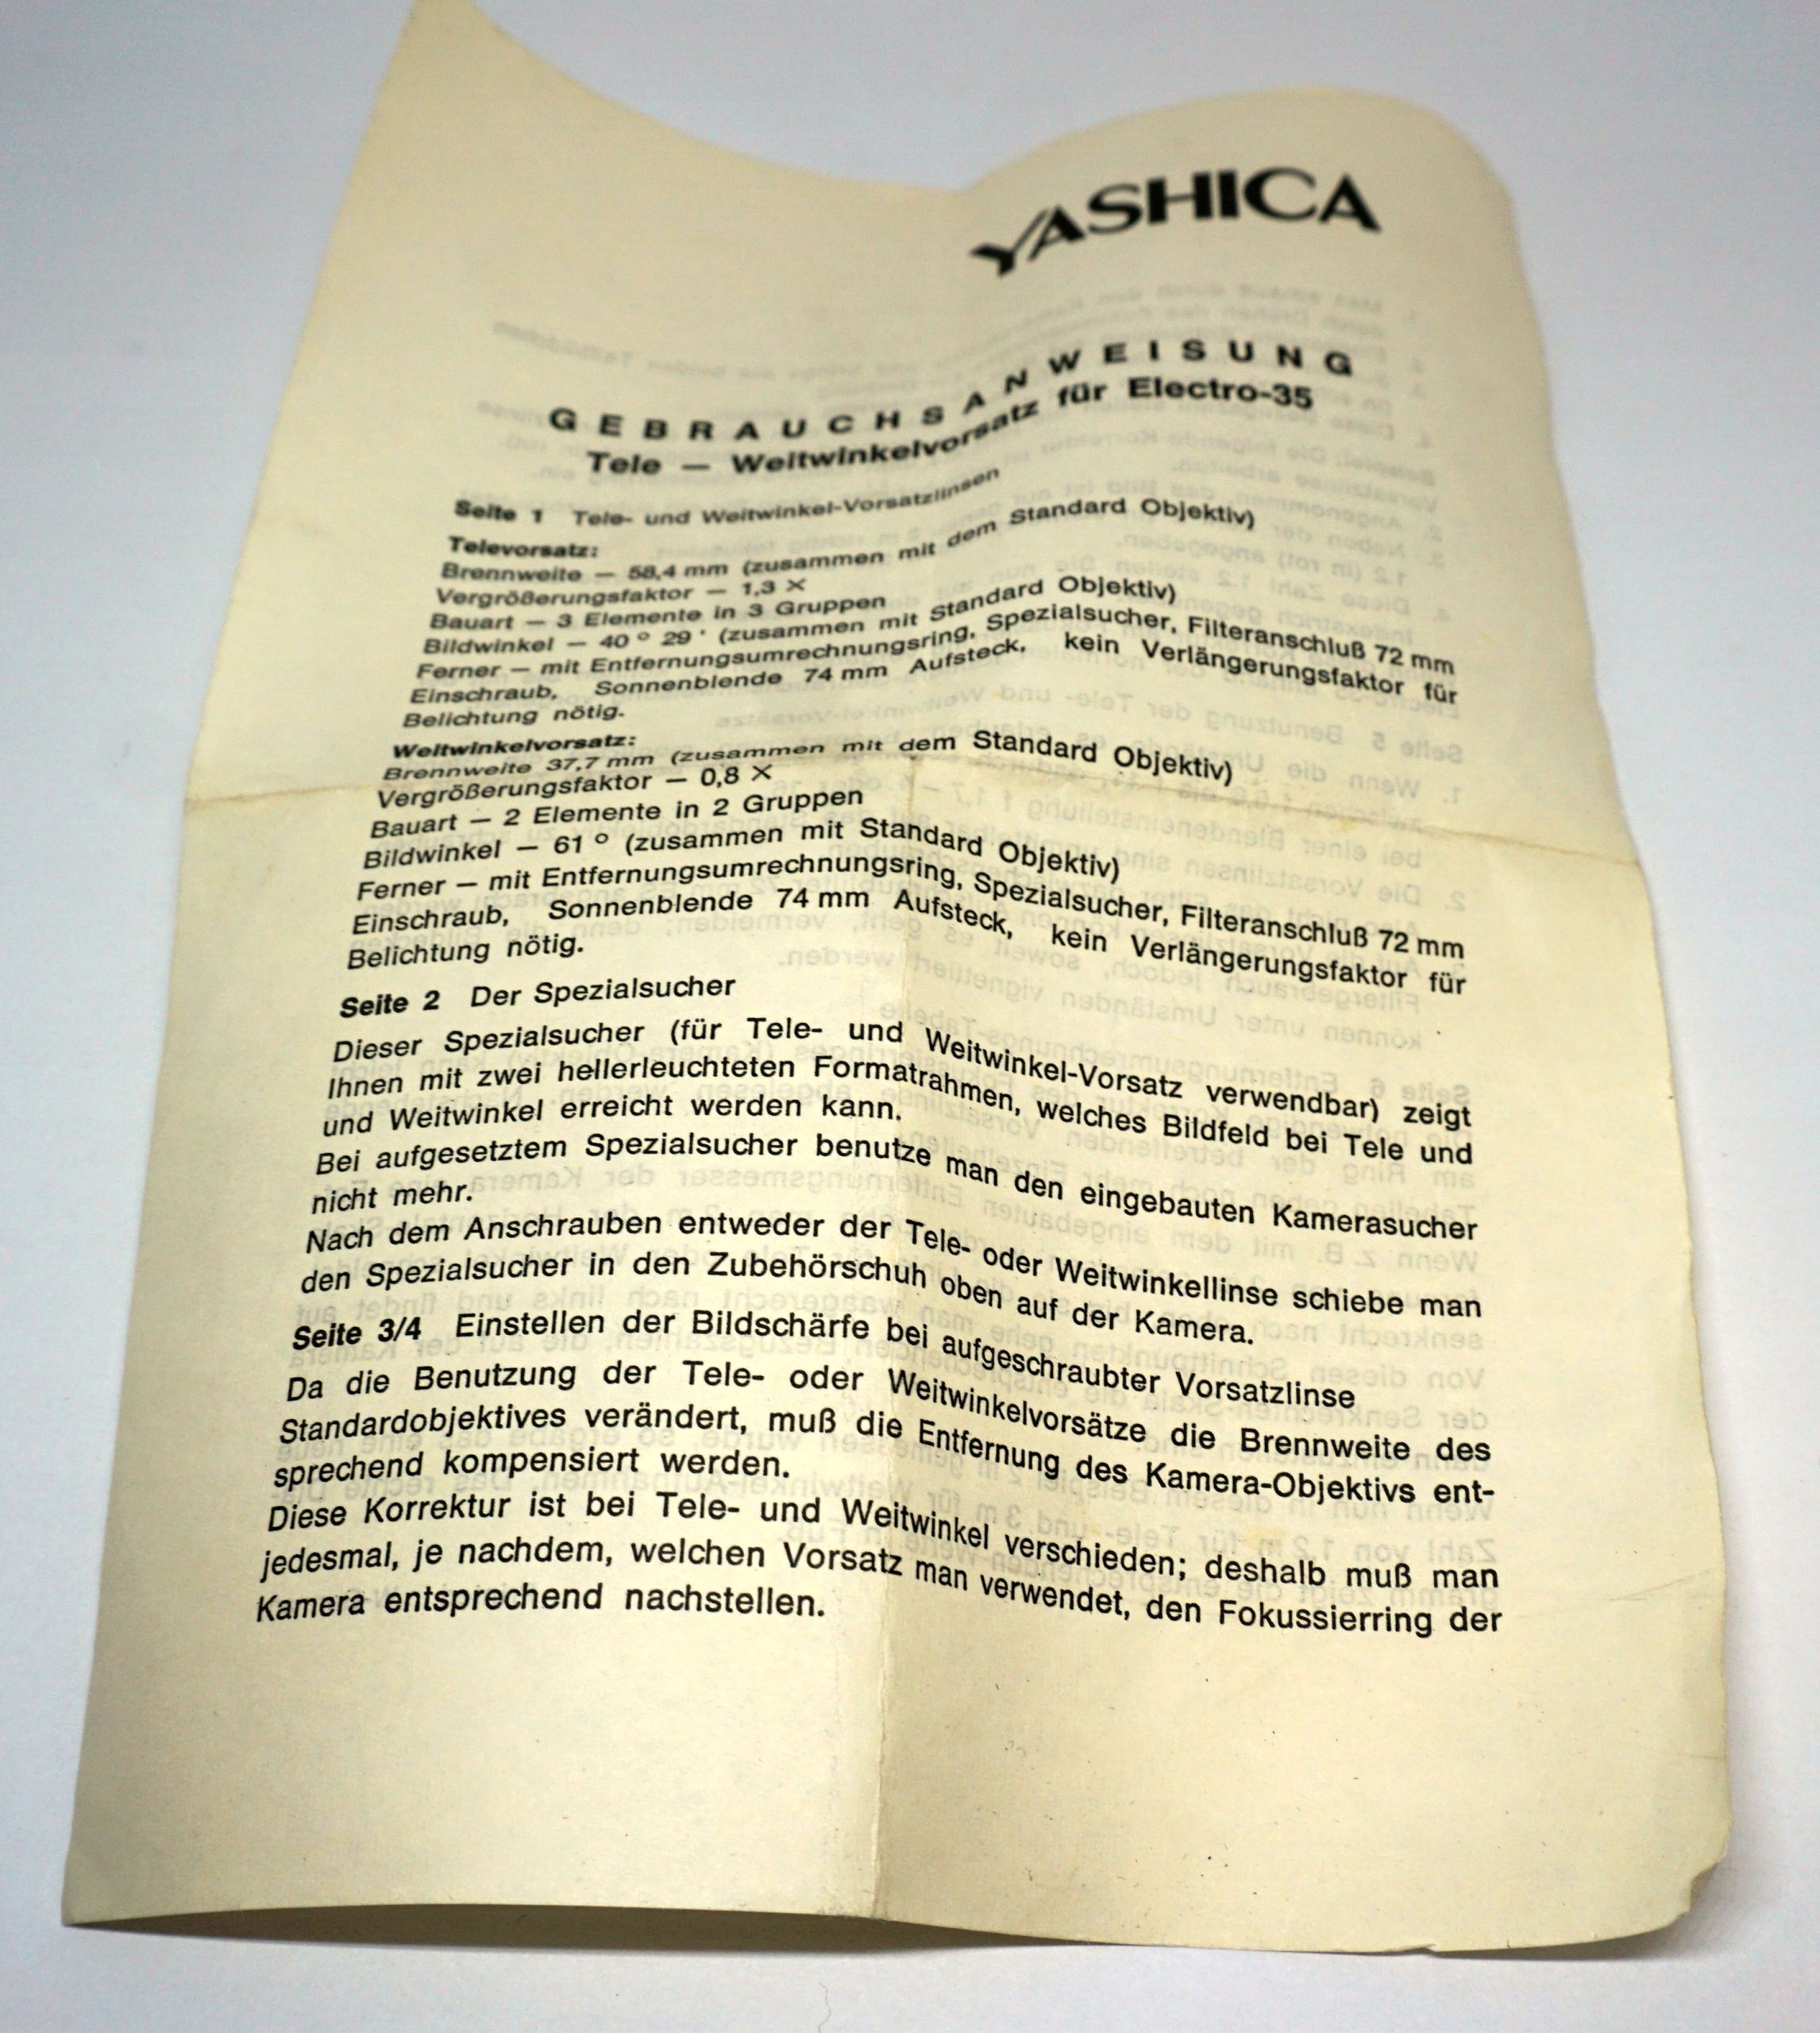 YASHICA
GEBRAUCHSANWEISUNG
Tele — Weitwinkelvorsatz für Electro-35
Seite 1 Tele- und Weitwinkel-Vorsatzlinsen
Televorsatz:
Brennweite — 58,4 mm (zusammen mit dem Standard Objektiv)
Vergrößerungsfaktor — 1,3 ×
Bauart — 3 Elemente in 3 Gruppen
Bildwinkel — 40 ° 29 ' (zusammen mit Standard Objektiv)
Ferner — mit Entfernungsumrechnungsring, Spezialsucher, Filteranschluß 72 mm
Einschraub, Sonnenblende 74 mm Aufsteck, kein Verlängerungsfaktor für
Belichtung nötig.
Weitwinkelvorsatz:
Brennweite 37,7 mm (zusammen mit dem Standard Objektiv)
Vergrößerungsfaktor — 0,8 ×
Bauart — 2 Elemente in 2 Gruppen
Bildwinkel — 61 ° (zusammen mit Standard Objektiv)
Ferner — mit Entfernungsumrechnungsring, Spezialsucher, Filteranschluß 72 mm
Einschraub, Sonnenblende 74 mm Aufsteck, kein Verlängerungsfaktor für
Belichtung nötig.
Seite 2 Der Spezialsucher
Dieser Spezialsucher (für Tele- und Weitwinkel-Vorsatz verwendbar) zeigt
Ihnen mit zwei hellerleuchteten Formatrahmen, welches Bildfeld bei Tele und
und Weitwinkel erreicht werden kann.
Bei aufgesetztem Spezialsucher benutze man den eingebauten Kamerasucher
nicht mehr.
Nach dem Anschrauben entweder der Tele- oder Weitwinkellinse schiebe man
den Spezialsucher in den Zubehörschuh oben auf der Kamera.
Seite 3/4 Einstellen der Bildschärfe bei aufgeschraubter Vorsatzlinse
Da die Benutzung der Tele- oder Weitwinkelvorsätze die Brennweite des
Standardobjektives verändert, muß die Entfernung des Kamera-Objektivs ent-
sprechend kompensiert werden.
Diese Korrektur ist bei Tele- und Weitwinkel verschieden; deshalb muß man
jedesmal, je nachdem, welchen Vorsatz man verwendet, den Fokussierring der
Kamera entsprechend nachstellen.